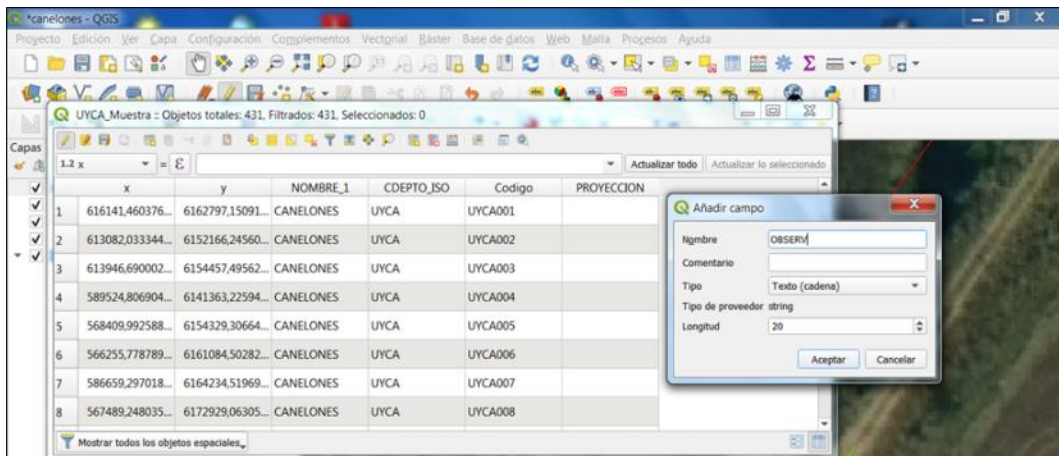 *canelones - QGIS
Proyecto Edición Ver Capa Configuración Complementos Vectorial Ráster Base de datos Web Malla Procesos Ayuda
UYCA_Muestra :: Objetos totales: 431, Filtrados: 431, Seleccionados: 0
Capas
1.2 x = ε Actualizar todo Actualizar lo seleccionado
x y NOMBRE_1 CDEPTO_ISO Codigo PROYECCION
1 616141,460376... 6162797,15091... CANELONES UYCA UYCA001
2 613082,033344... 6152166,24560... CANELONES UYCA UYCA002
3 613946,690002... 6154457,49562... CANELONES UYCA UYCA003
4 589524,806904... 6141363,22594... CANELONES UYCA UYCA004
5 568409,992588... 6154329,30664... CANELONES UYCA UYCA005
6 566255,778789... 6161084,50282... CANELONES UYCA UYCA006
7 586659,297018... 6164234,51969... CANELONES UYCA UYCA007
8 567489,248035... 6172929,06305... CANELONES UYCA UYCA008
Mostrar todos los objetos espaciales
Añadir campo
Nombre OBSERV
Comentario
Tipo Texto (cadena)
Tipo de proveedor string
Longitud 20
Aceptar Cancelar